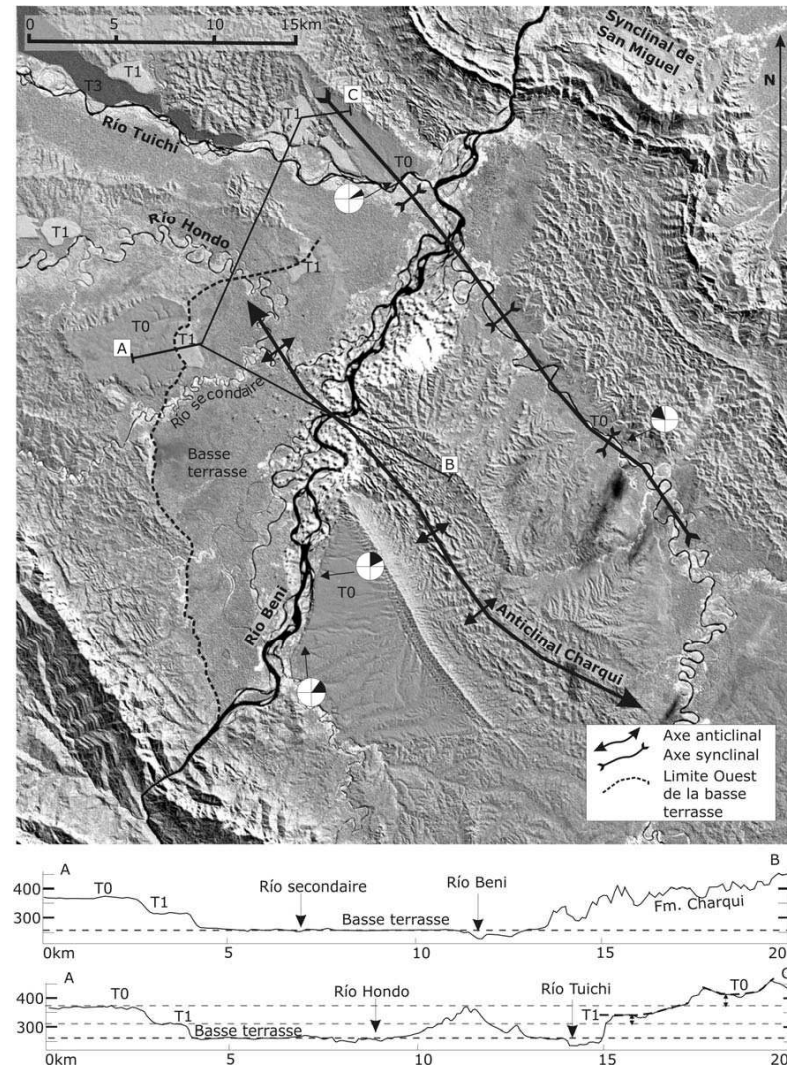 0 5 10 15km
Synclinal de
San Miguel
N
T1
T3
Río Tuichi
T1
C
T0
Río Hondo
T1
T1
T0
A
T1
Río secondaire
Basse
terrasse
B
T0
T0
Río Beni
Anticlinal Charqui
Axe anticlinal
Axe synclinal
Limite Ouest
de la basse
terrasse
A B
400
300
T0
T1
Río secondaire
Río Beni
Basse terrasse
Fm. Charqui
0km 5 10 15 20
A C
400
300
T0
T1
Río Hondo
Río Tuichi
Basse terrasse
T1
T0
0km 5 10 15 20